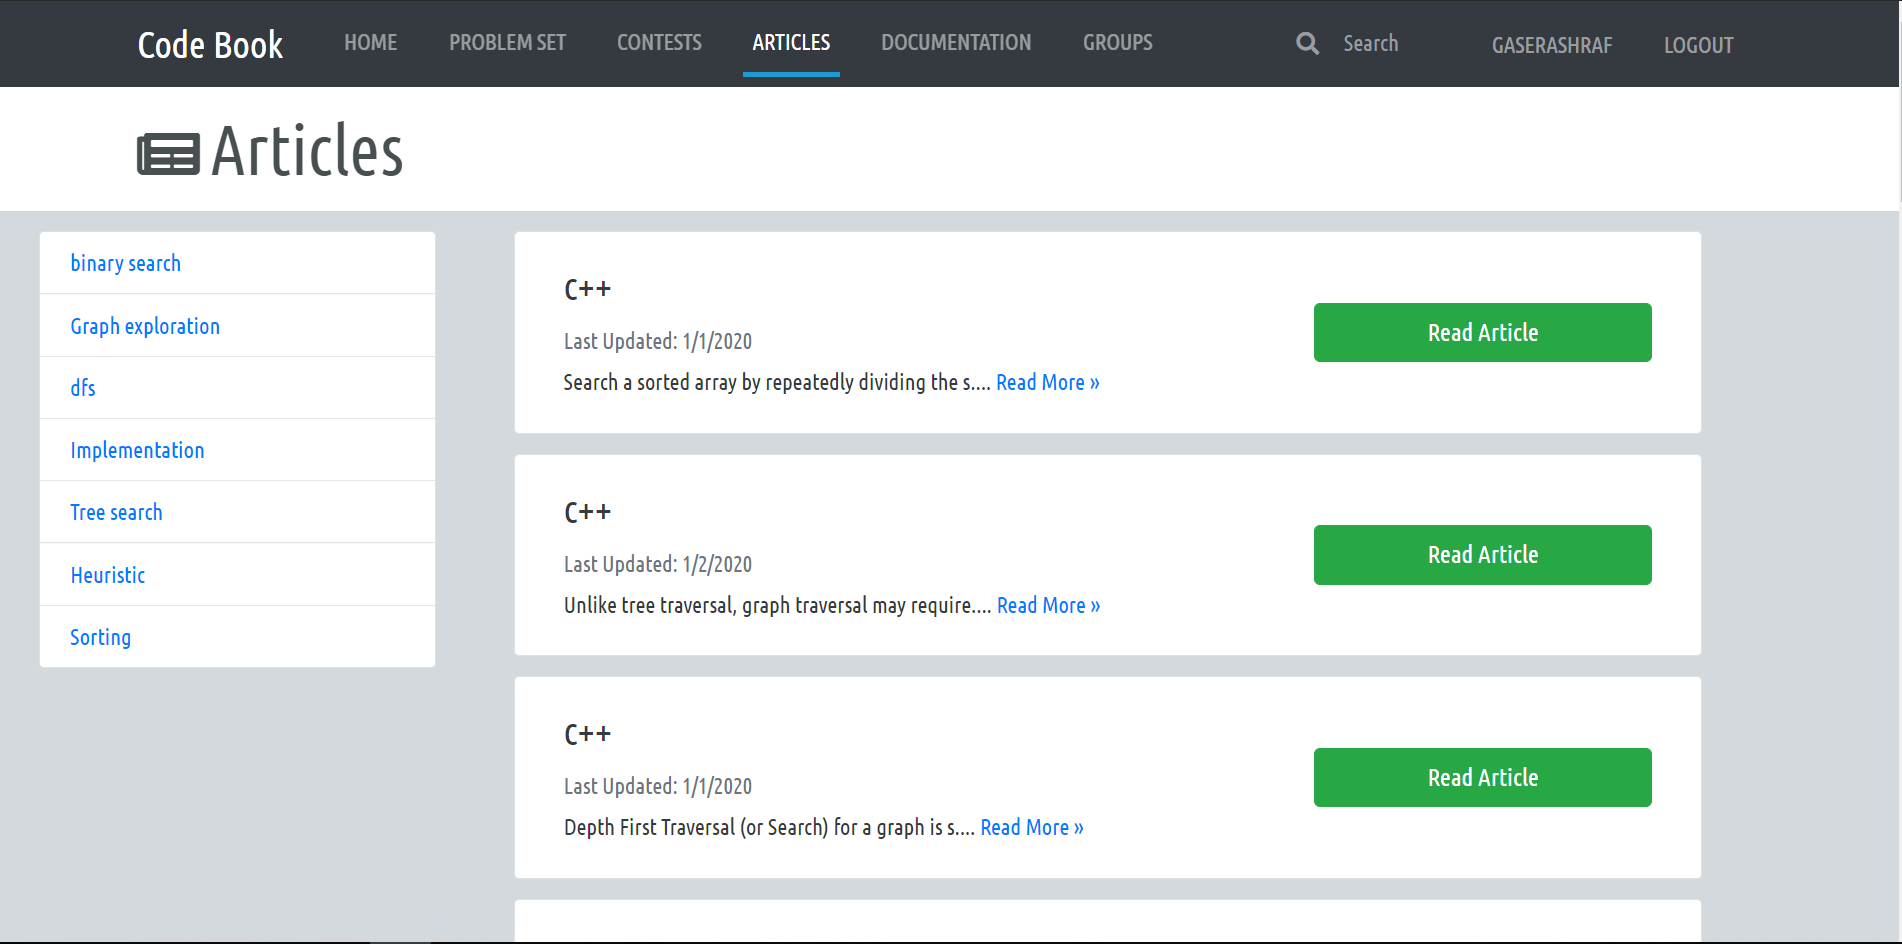 Code Book HOME PROBLEM SET CONTESTS ARTICLES DOCUMENTATION GROUPS Search GASERASHRAF LOGOUT
Articles
binary search
Graph exploration
dfs
Implementation
Tree search
Heuristic
Sorting
C++
Last Updated: 1/1/2020
Search a sorted array by repeatedly dividing the s.... Read More »
Read Article
C++
Last Updated: 1/2/2020
Unlike tree traversal, graph traversal may require.... Read More »
Read Article
C++
Last Updated: 1/1/2020
Depth First Traversal (or Search) for a graph is s.... Read More »
Read Article